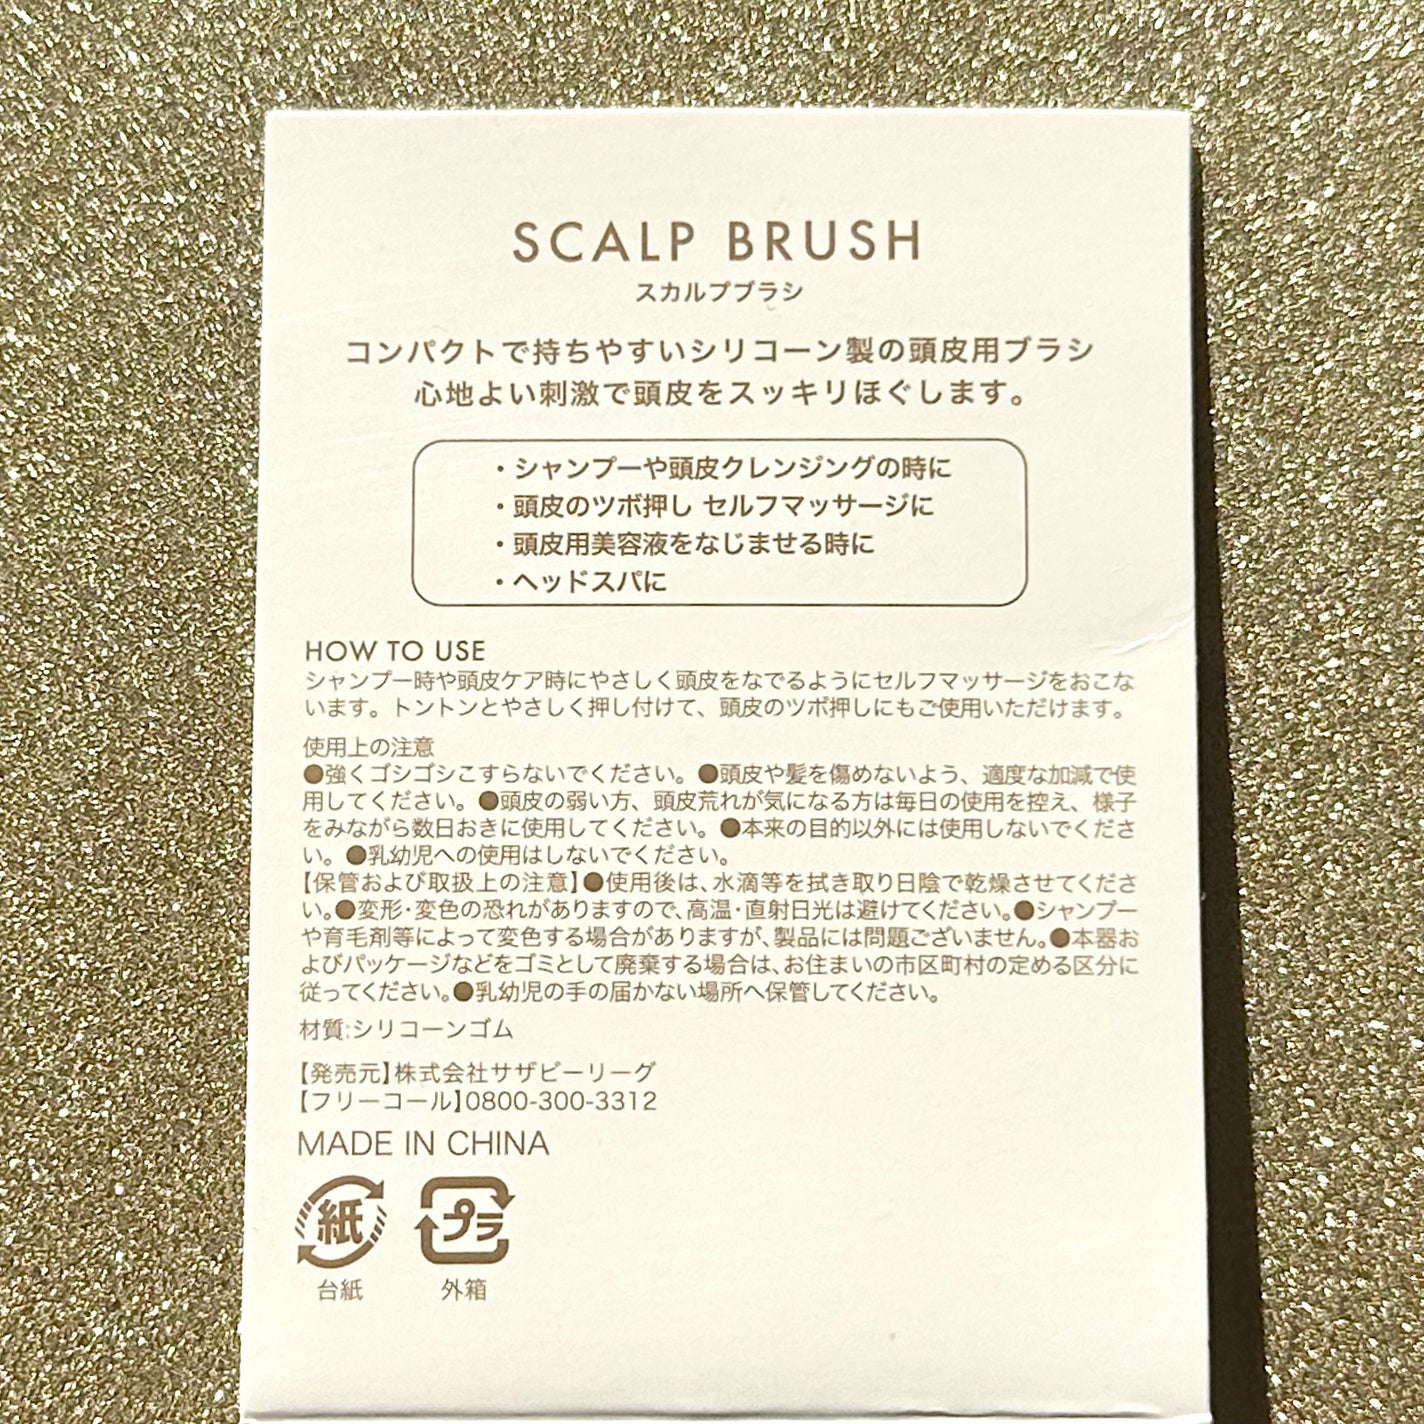 SCALP BRUSH
スカルプブラシ
コンパクトで持ちやすいシリコーン製の頭皮用ブラシ
心地よい刺激で頭皮をスッキリほぐします。
・シャンプーや頭皮クレンジングの時に
・頭皮のツボ押し セルフマッサージに
・頭皮用美容液をなじませる時に
・ヘッドスパに
HOW TO USE
シャンプー時や頭皮ケア時にやさしく頭皮をなでるようにセルフマッサージをおこな
います。トントンとやさしく押し付けて、頭皮のツボ押しにもご使用いただけます。
使用上の注意
●強くゴシゴシこすらないでください。●頭皮や髪を傷めないよう、適度な加減で使
用してください。●頭皮の弱い方、頭皮荒れが気になる方は毎日の使用を控え、様子
をみながら数日おきに使用してください。●本来の目的以外には使用しないでくださ
い。●乳幼児への使用はしないでください。
【保管および取扱上の注意】●使用後は、水滴等を拭き取り日陰で乾燥させてくださ
い。●変形・変色の恐れがありますので、高温・直射日光は避けてください。●シャンプー
や育毛剤等によって変色する場合がありますが、製品には問題ございません。●本器お
よびパッケージなどをゴミとして廃棄する場合は、お住まいの市区町村の定める区分に
従ってください。●乳幼児の手の届かない場所へ保管してください。
材質:シリコーンゴム
【発売元】株式会社サザビーリーグ
【フリーコール】0800-300-3312
MADE IN CHINA
紙 プラ
台紙 外箱